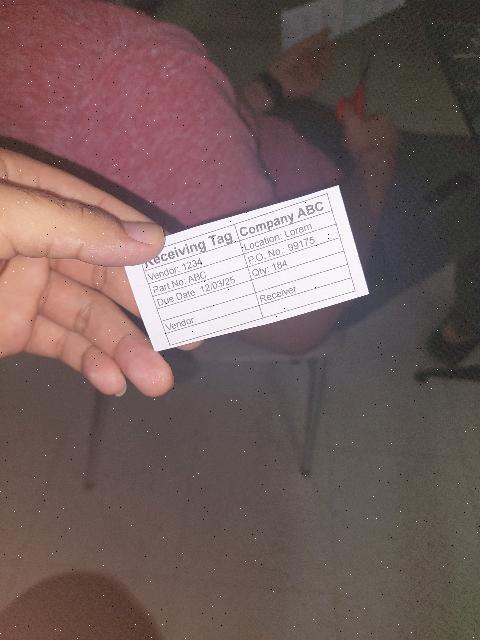 Receiving Tag Company ABC
Vendor: 1234 Location: Lorem
Part No: ABC P.O. No.: 99175
Due Date: 12/03/25 Qty: 184
Vendor Receiver